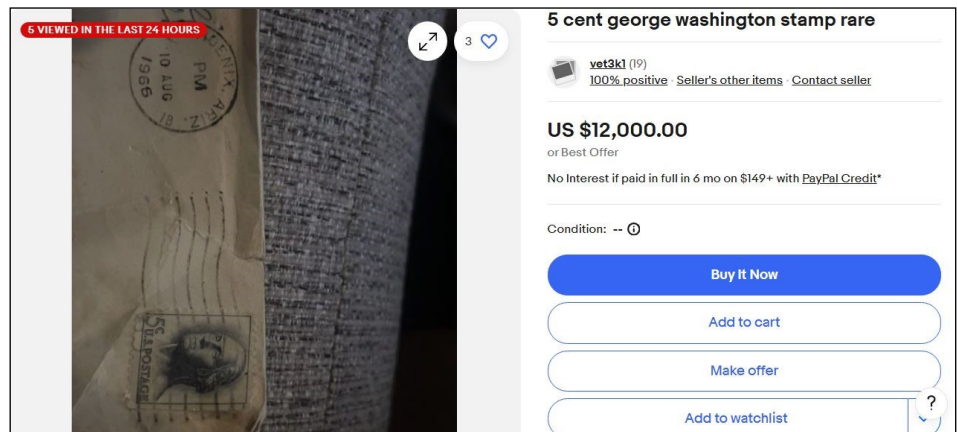 5 VIEWED IN THE LAST 24 HOURS
3
PHOENIX, ARIZ.
PM
10 AUG
1966
5c
U.S. POSTAGE
5 cent george washington stamp rare
vet3k1 (19)
100% positive · Seller's other items · Contact seller
US $12,000.00
or Best Offer
No Interest if paid in full in 6 mo on $149+ with PayPal Credit*
Condition: --
Buy It Now
Add to cart
Make offer
Add to watchlist
?